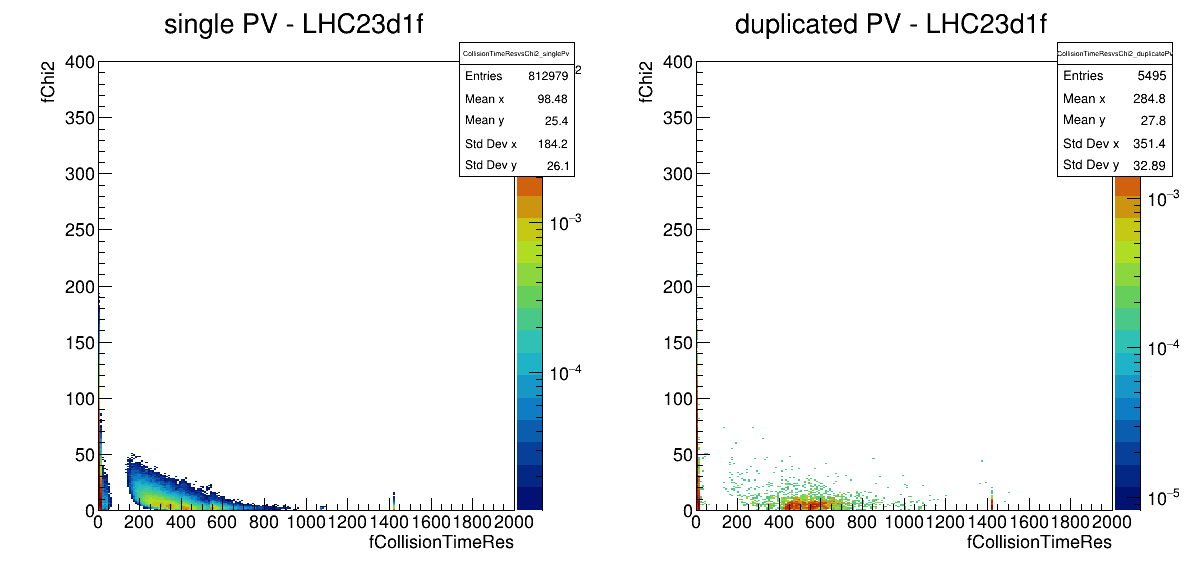 single PV - LHC23d1f
CollisionTimeResvsChi2_singlePv
Entries 812979
Mean x 98.48
Mean y 25.4
Std Dev x 184.2
Std Dev y 26.1
2
fChi2
400
350
300
250
200
150
100
50
0
0 200 400 600 800 1000 1200 1400 1600 1800 2000
fCollisionTimeRes
10−3
10−4
duplicated PV - LHC23d1f
CollisionTimeResvsChi2_duplicatePv
Entries 5495
Mean x 284.8
Mean y 27.8
Std Dev x 351.4
Std Dev y 32.89
fChi2
400
350
300
250
200
150
100
50
0
0 200 400 600 800 1000 1200 1400 1600 1800 2000
fCollisionTimeRes
10−3
10−4
10−5